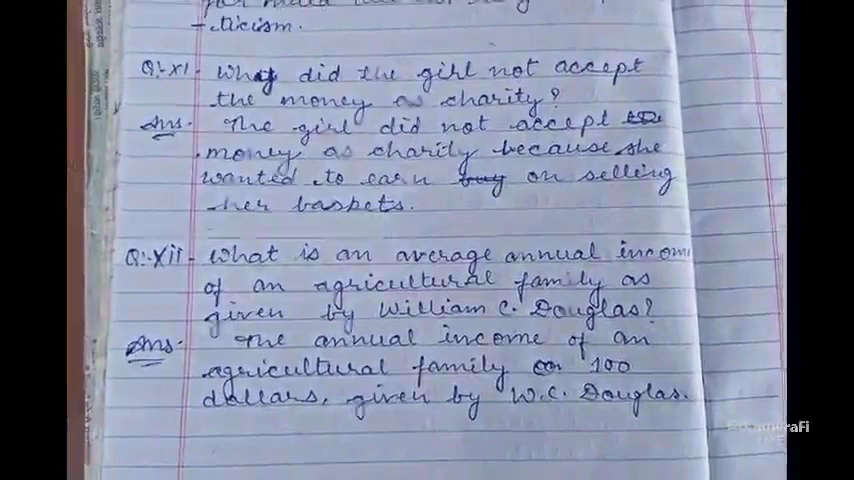 -ticism.
Q:-XI- Why did the girl not accept
the money as charity?
Ans. The girl did not accept
money as charity because she
wanted to earn buy on selling
her baskets.
Q:-XII- What is an average annual incom
of an agricultural family as
given by William C. Douglas?
Ans. The annual income of an
agricultural family 100
dollars, given by W.C. Douglas.
CameraFi
LIVE